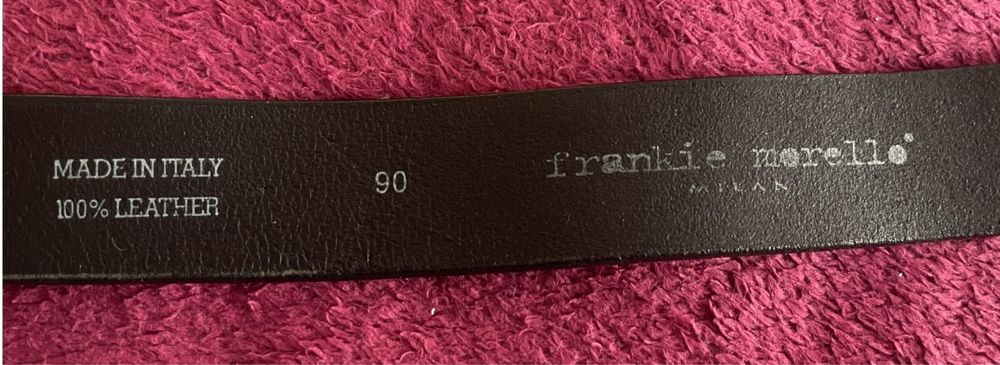 MADE IN ITALY
100% LEATHER
90
frankie morello®
MILAN